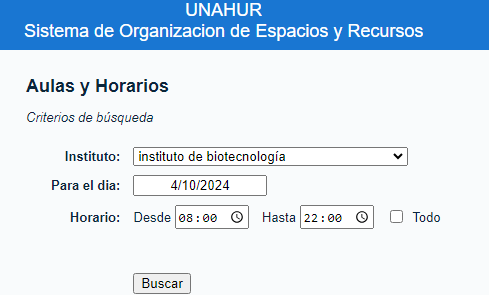 UNAHUR
Sistema de Organizacion de Espacios y Recursos
Aulas y Horarios
Criterios de búsqueda
Instituto: instituto de biotecnología
Para el dia: 4/10/2024
Horario: Desde 08:00 Hasta 22:00 Todo
Buscar